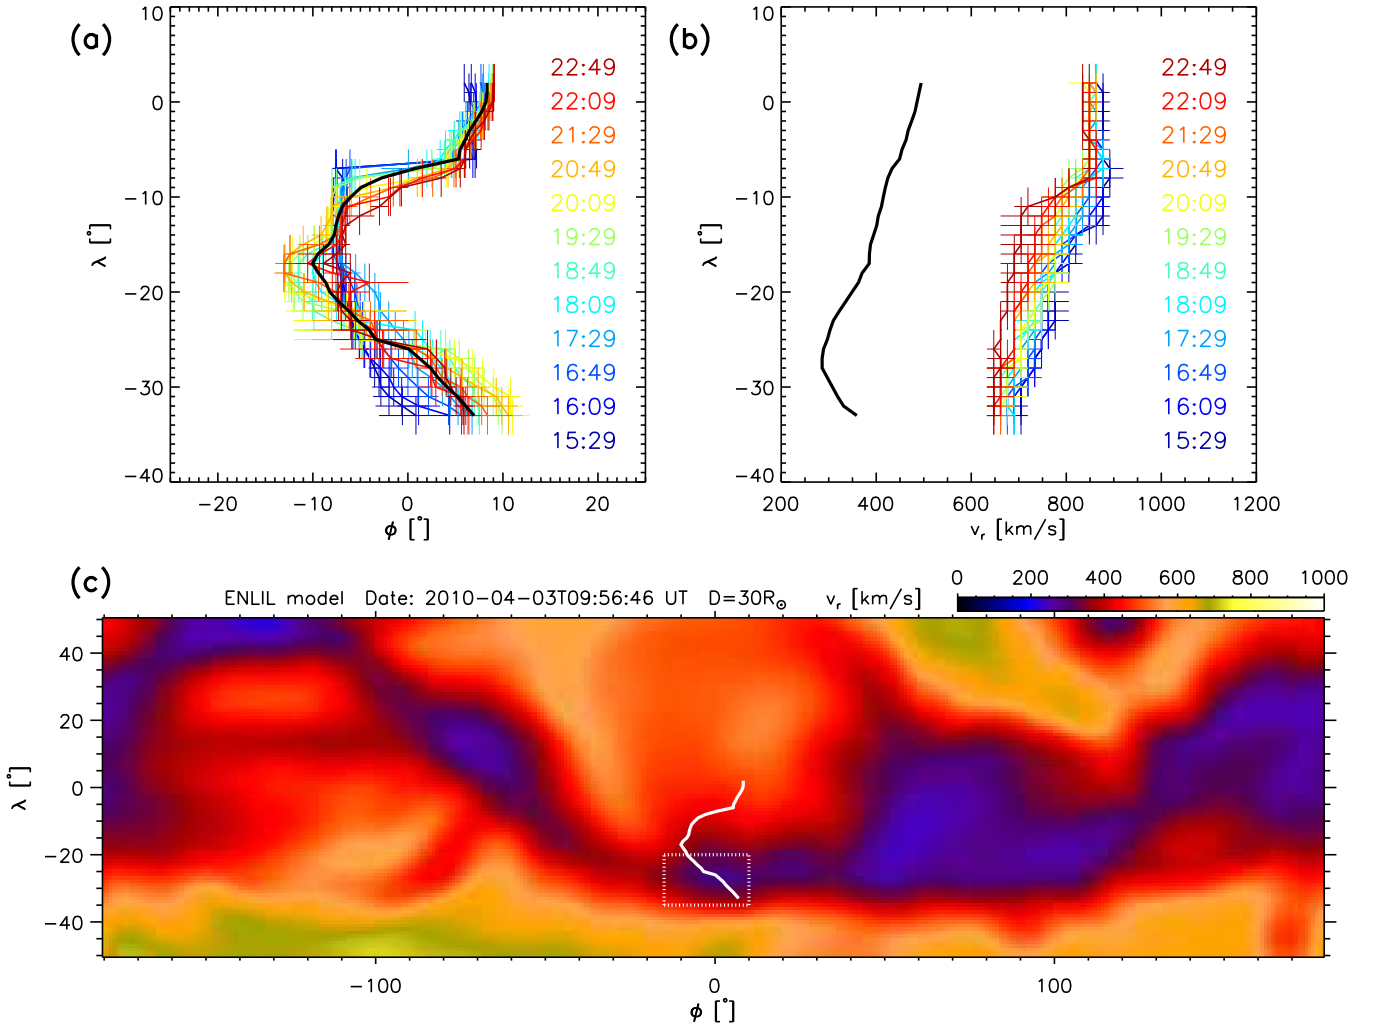 (a)
10
0
−10
−20
−30
−40
λ [°]
−20 −10 0 10 20
ϕ [°]
22:49
22:09
21:29
20:49
20:09
19:29
18:49
18:09
17:29
16:49
16:09
15:29
(b)
10
0
−10
−20
−30
−40
λ [°]
200 400 600 800 1000 1200
v_r [km/s]
22:49
22:09
21:29
20:49
20:09
19:29
18:49
18:09
17:29
16:49
16:09
15:29
(c)
ENLIL model Date: 2010−04−03T09:56:46 UT D=30R☉ v_r [km/s]
0 200 400 600 800 1000
40
20
0
−20
−40
λ [°]
−100 0 100
ϕ [°]